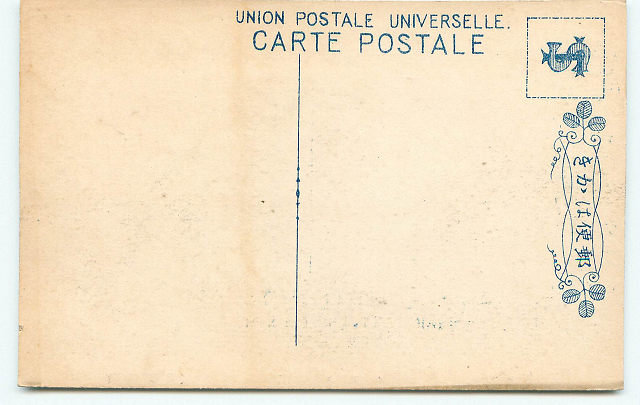 UNION POSTALE UNIVERSELLE.
CARTE POSTALE
郵便はかき